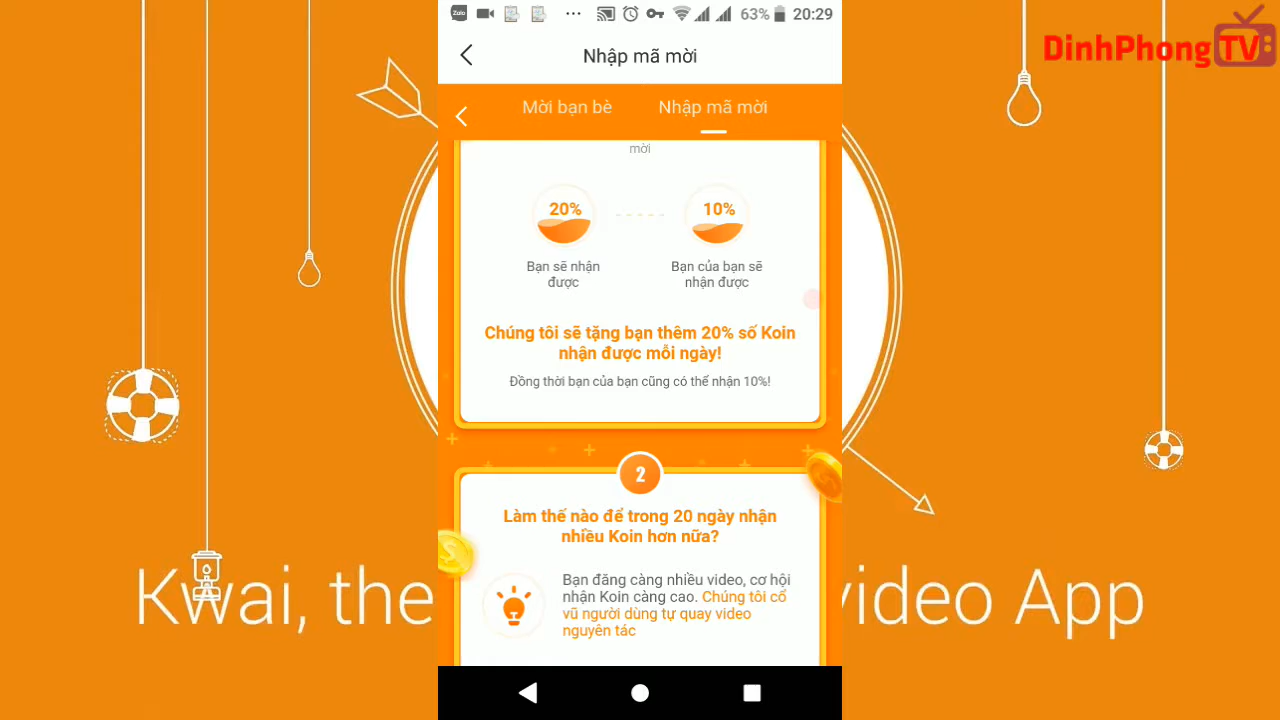 Zalo
63% 20:29
DinhPhongTV
Nhập mã mời
Mời bạn bè
Nhập mã mời
mời
20%
10%
Bạn sẽ nhận
được
Bạn của bạn sẽ
nhận được
Chúng tôi sẽ tặng bạn thêm 20% số Koin
nhận được mỗi ngày!
Đồng thời bạn của bạn cũng có thể nhận 10%!
2
Làm thế nào để trong 20 ngày nhận
nhiều Koin hơn nữa?
Bạn đăng càng nhiều video, cơ hội
nhận Koin càng cao. Chúng tôi cổ
vũ người dùng tự quay video
nguyên tác
Kwai, the
video App